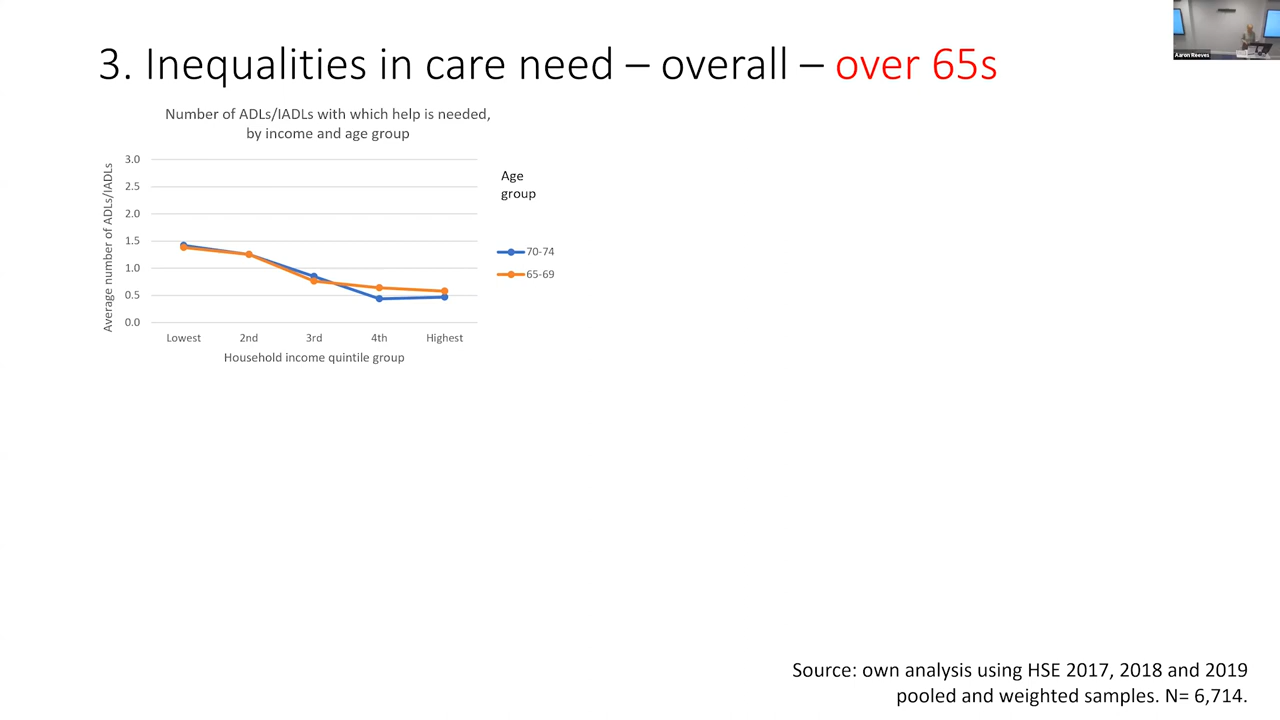 3. Inequalities in care need – overall – over 65s
Aaron Reeves
Number of ADLs/IADLs with which help is needed,
by income and age group
Average number of ADLs/IADLs
3.0
2.5
2.0
1.5
1.0
0.5
0.0
Lowest 2nd 3rd 4th Highest
Household income quintile group
Age
group
70-74
65-69
Source: own analysis using HSE 2017, 2018 and 2019
pooled and weighted samples. N= 6,714.